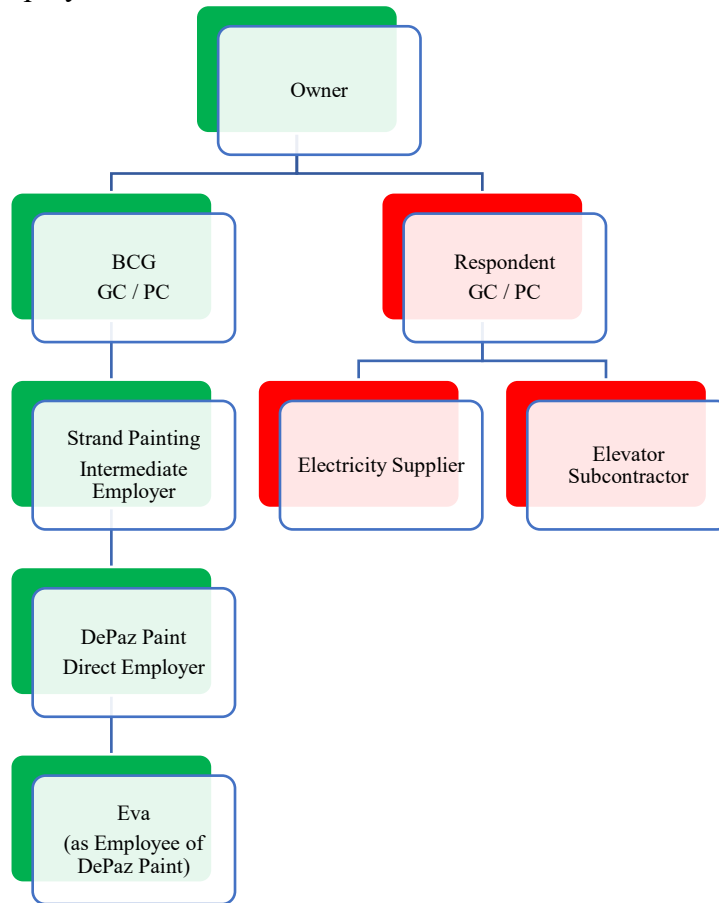 Owner
BCG
GC / PC
Respondent
GC / PC
Strand Painting
Intermediate
Employer
Electricity Supplier
Elevator
Subcontractor
DePaz Paint
Direct Employer
Eva
(as Employee of
DePaz Paint)